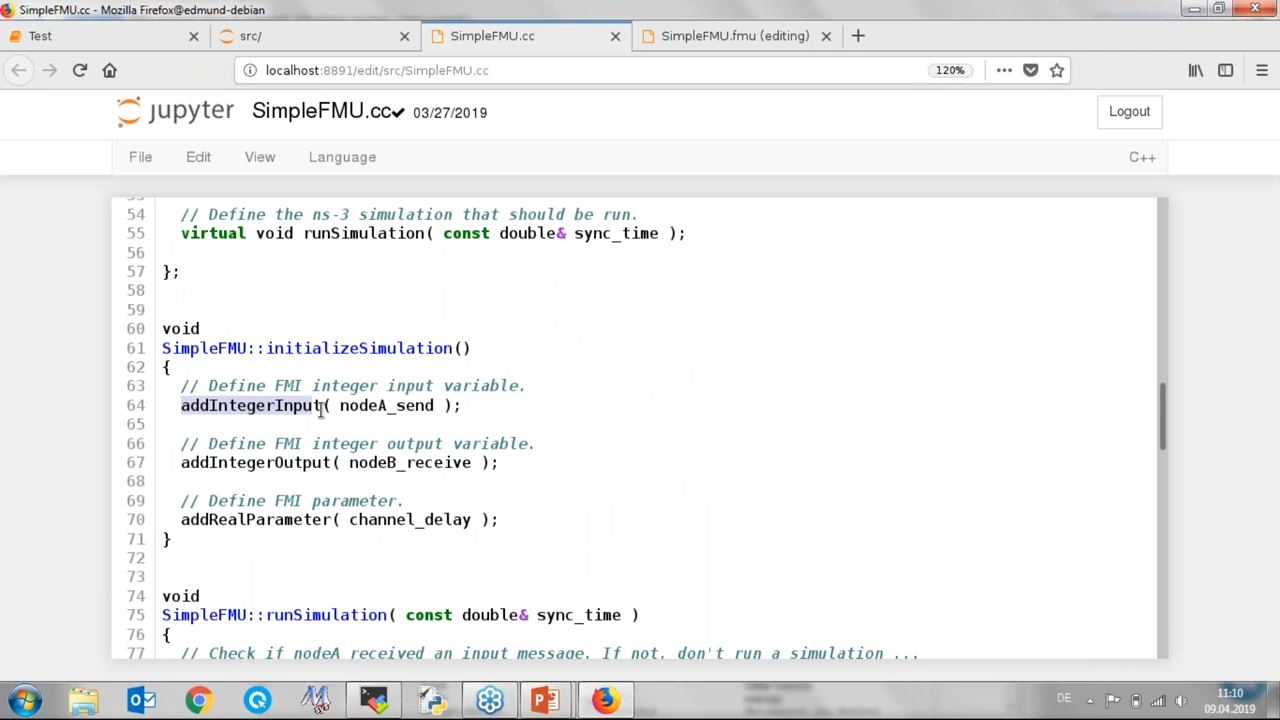 SimpleFMU.cc - Mozilla Firefox@edmund-debian
Test
src/
SimpleFMU.cc
SimpleFMU.fmu (editing)
localhost:8891/edit/src/SimpleFMU.cc
120%
jupyter SimpleFMU.cc 03/27/2019
Logout
File Edit View Language
C++
54 // Define the ns-3 simulation that should be run.
55 virtual void runSimulation( const double& sync_time );
56
57 };
58
59
60 void
61 SimpleFMU::initializeSimulation()
62 {
63 // Define FMI integer input variable.
64 addIntegerInput( nodeA_send );
65
66 // Define FMI integer output variable.
67 addIntegerOutput( nodeB_receive );
68
69 // Define FMI parameter.
70 addRealParameter( channel_delay );
71 }
72
73
74 void
75 SimpleFMU::runSimulation( const double& sync_time )
76 {
77 // Check if nodeA received an input message. If not, don't run a simulation ...
DE
11:10
09.04.2019